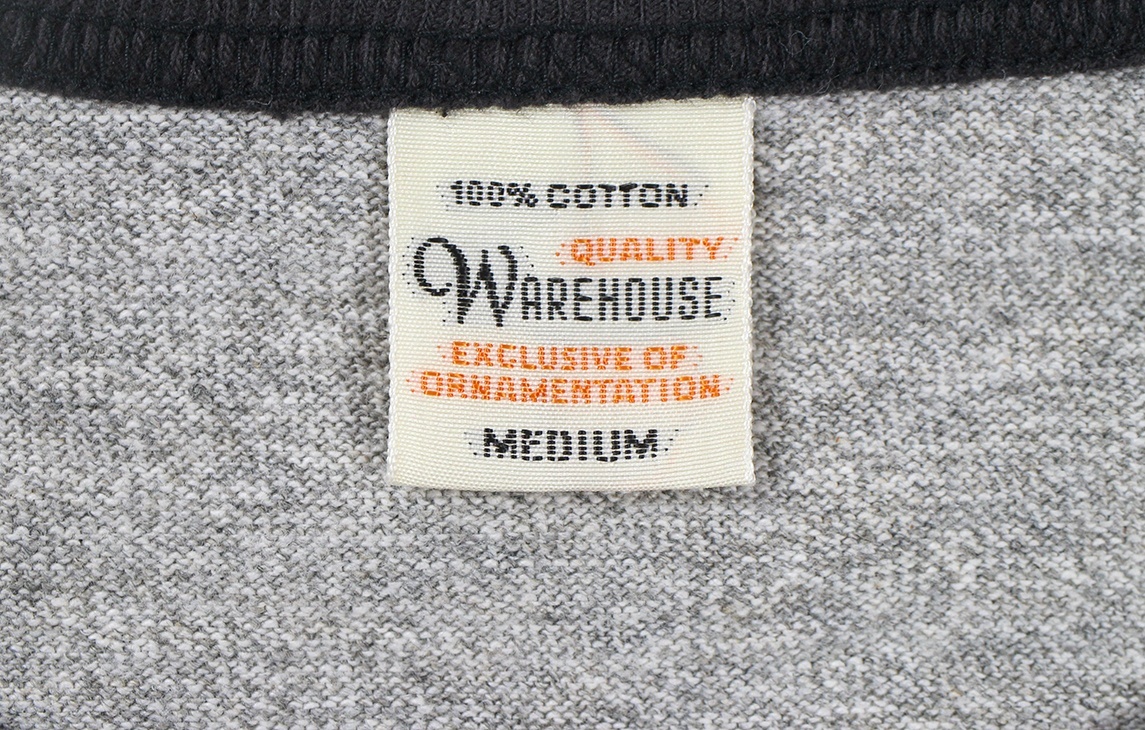 100% COTTON
QUALITY
WAREHOUSE
EXCLUSIVE OF
ORNAMENTATION
MEDIUM